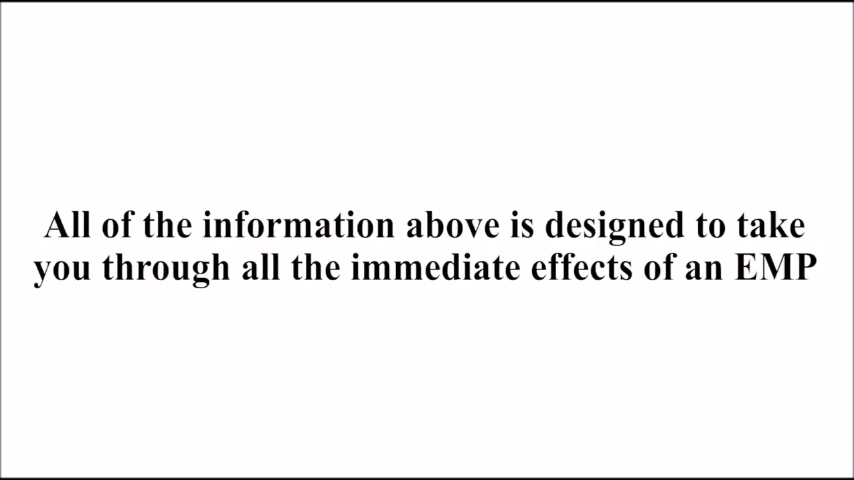 All of the information above is designed to take
you through all the immediate effects of an EMP